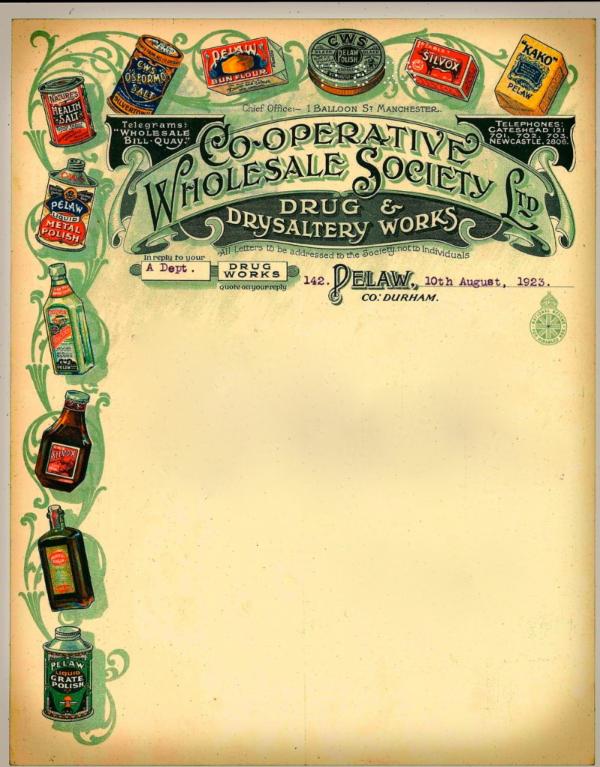 Chief Office:- 1 BALLOON ST MANCHESTER.
Telegrams:
"WHOLESALE
BILL-QUAY."
TELEPHONES:
GATESHEAD 121
701, 702, 703,
NEWCASTLE, 2806.
CO-OPERATIVE
WHOLESALE SOCIETY LTD
DRUG &
DRYSALTERY WORKS
All Letters to be addressed to the Society, not to Individuals
In reply to your
A Dept.
DRUG
WORKS
quote on your reply
142. PELAW, 10th August, 1923.
CO. DURHAM.
NATURE'S
HEALTH
SALT
CWS
OSFORMO
SALT
SILVERTOWN
PELAW
BUN FLOUR
CWS
PELAW
POLISH
SILVOX
"KAKO"
PELAW
PELAW
LIQUID
METAL
POLISH
SILVOX
PELAW
LIQUID
GRATE
POLISH